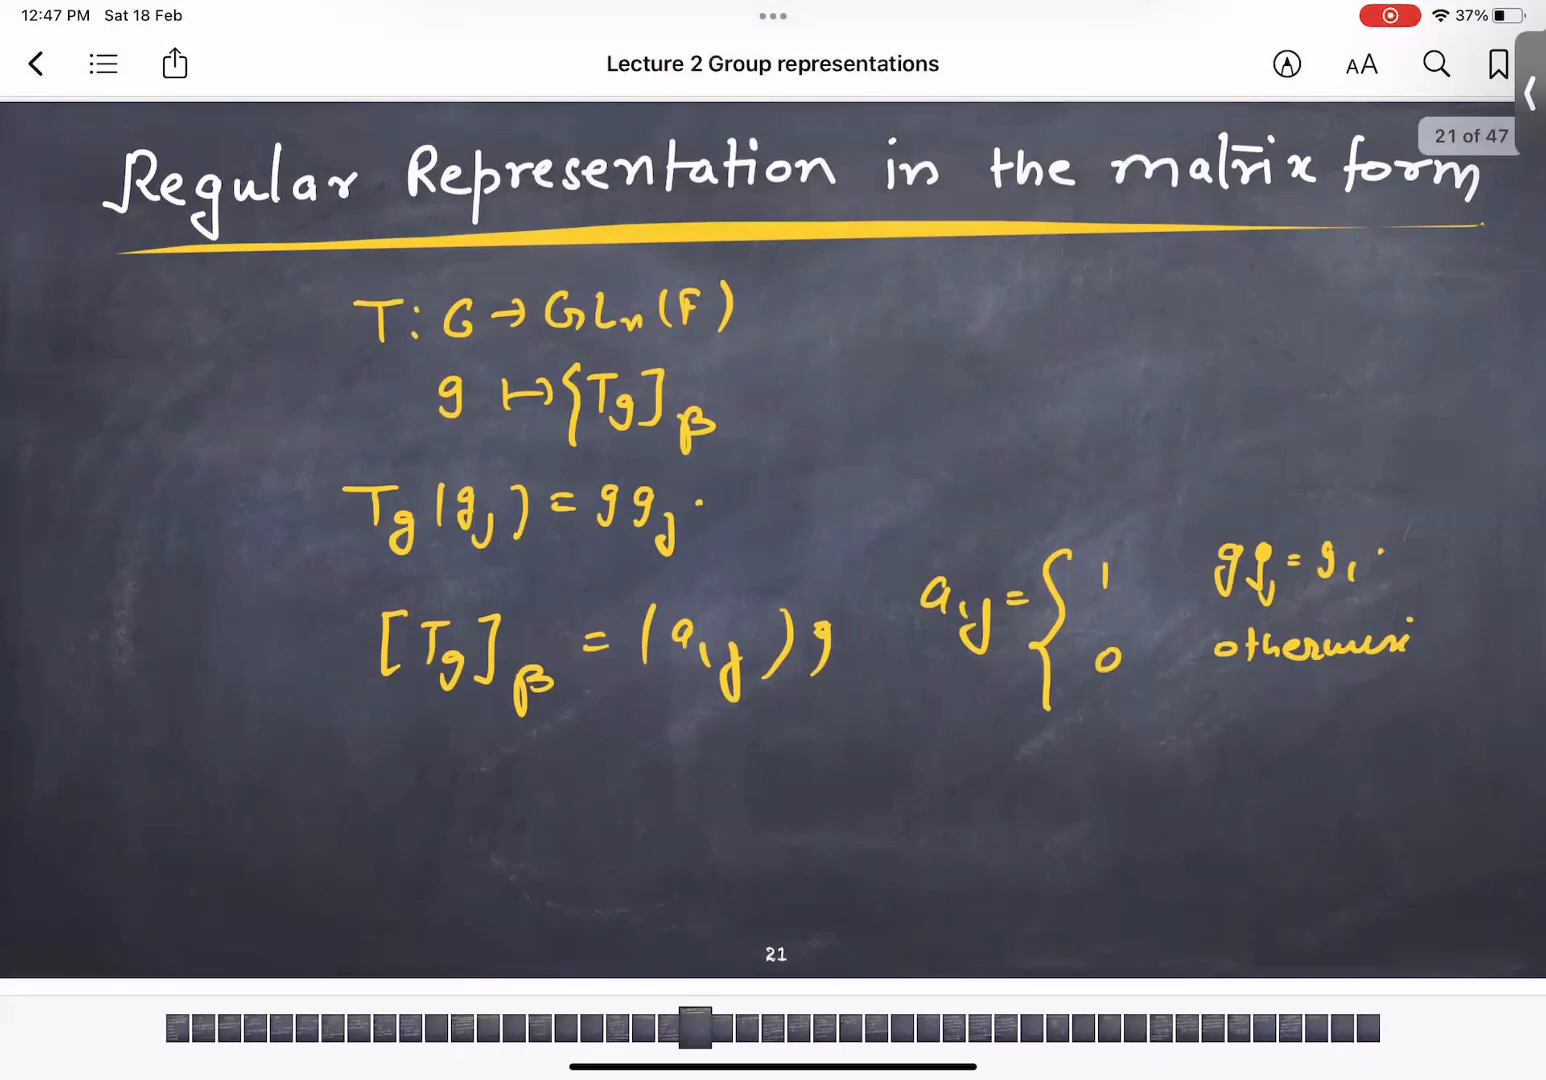 12:47 PM Sat 18 Feb
37%
Lecture 2 Group representations
AA
21 of 47
Regular Representation in the matrix form
T: G → GLn(F)
g ↦ [Tg]β
Tg(gj) = ggj.
[Tg]β = (aij)g
aij = { 1 ggj = gi.
0 otherwise
21